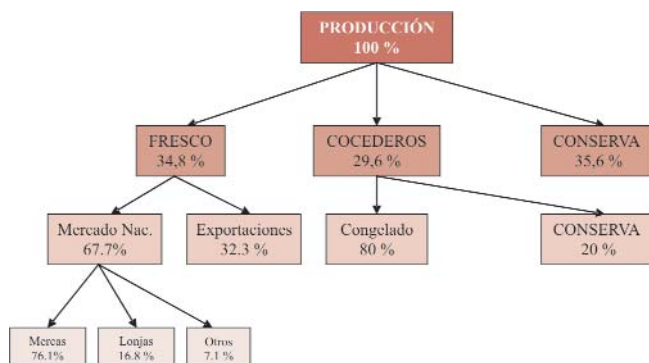 PRODUCCIÓN
100 %
FRESCO
34,8 %
COCEDEROS
29,6 %
CONSERVA
35,6 %
Mercado Nac.
67.7%
Exportaciones
32.3 %
Congelado
80 %
CONSERVA
20 %
Mercas
76.1%
Lonjas
16.8 %
Otros
7.1 %